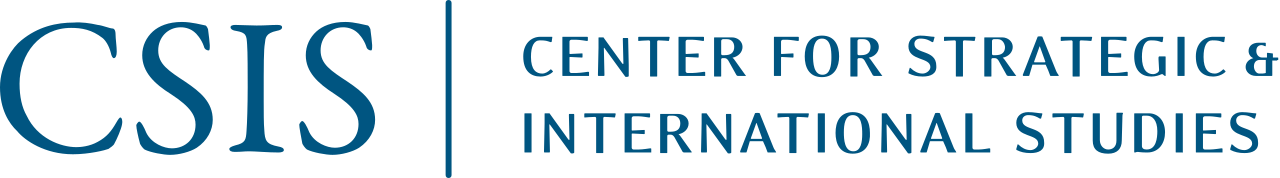 CSIS
CENTER FOR STRATEGIC &
INTERNATIONAL STUDIES